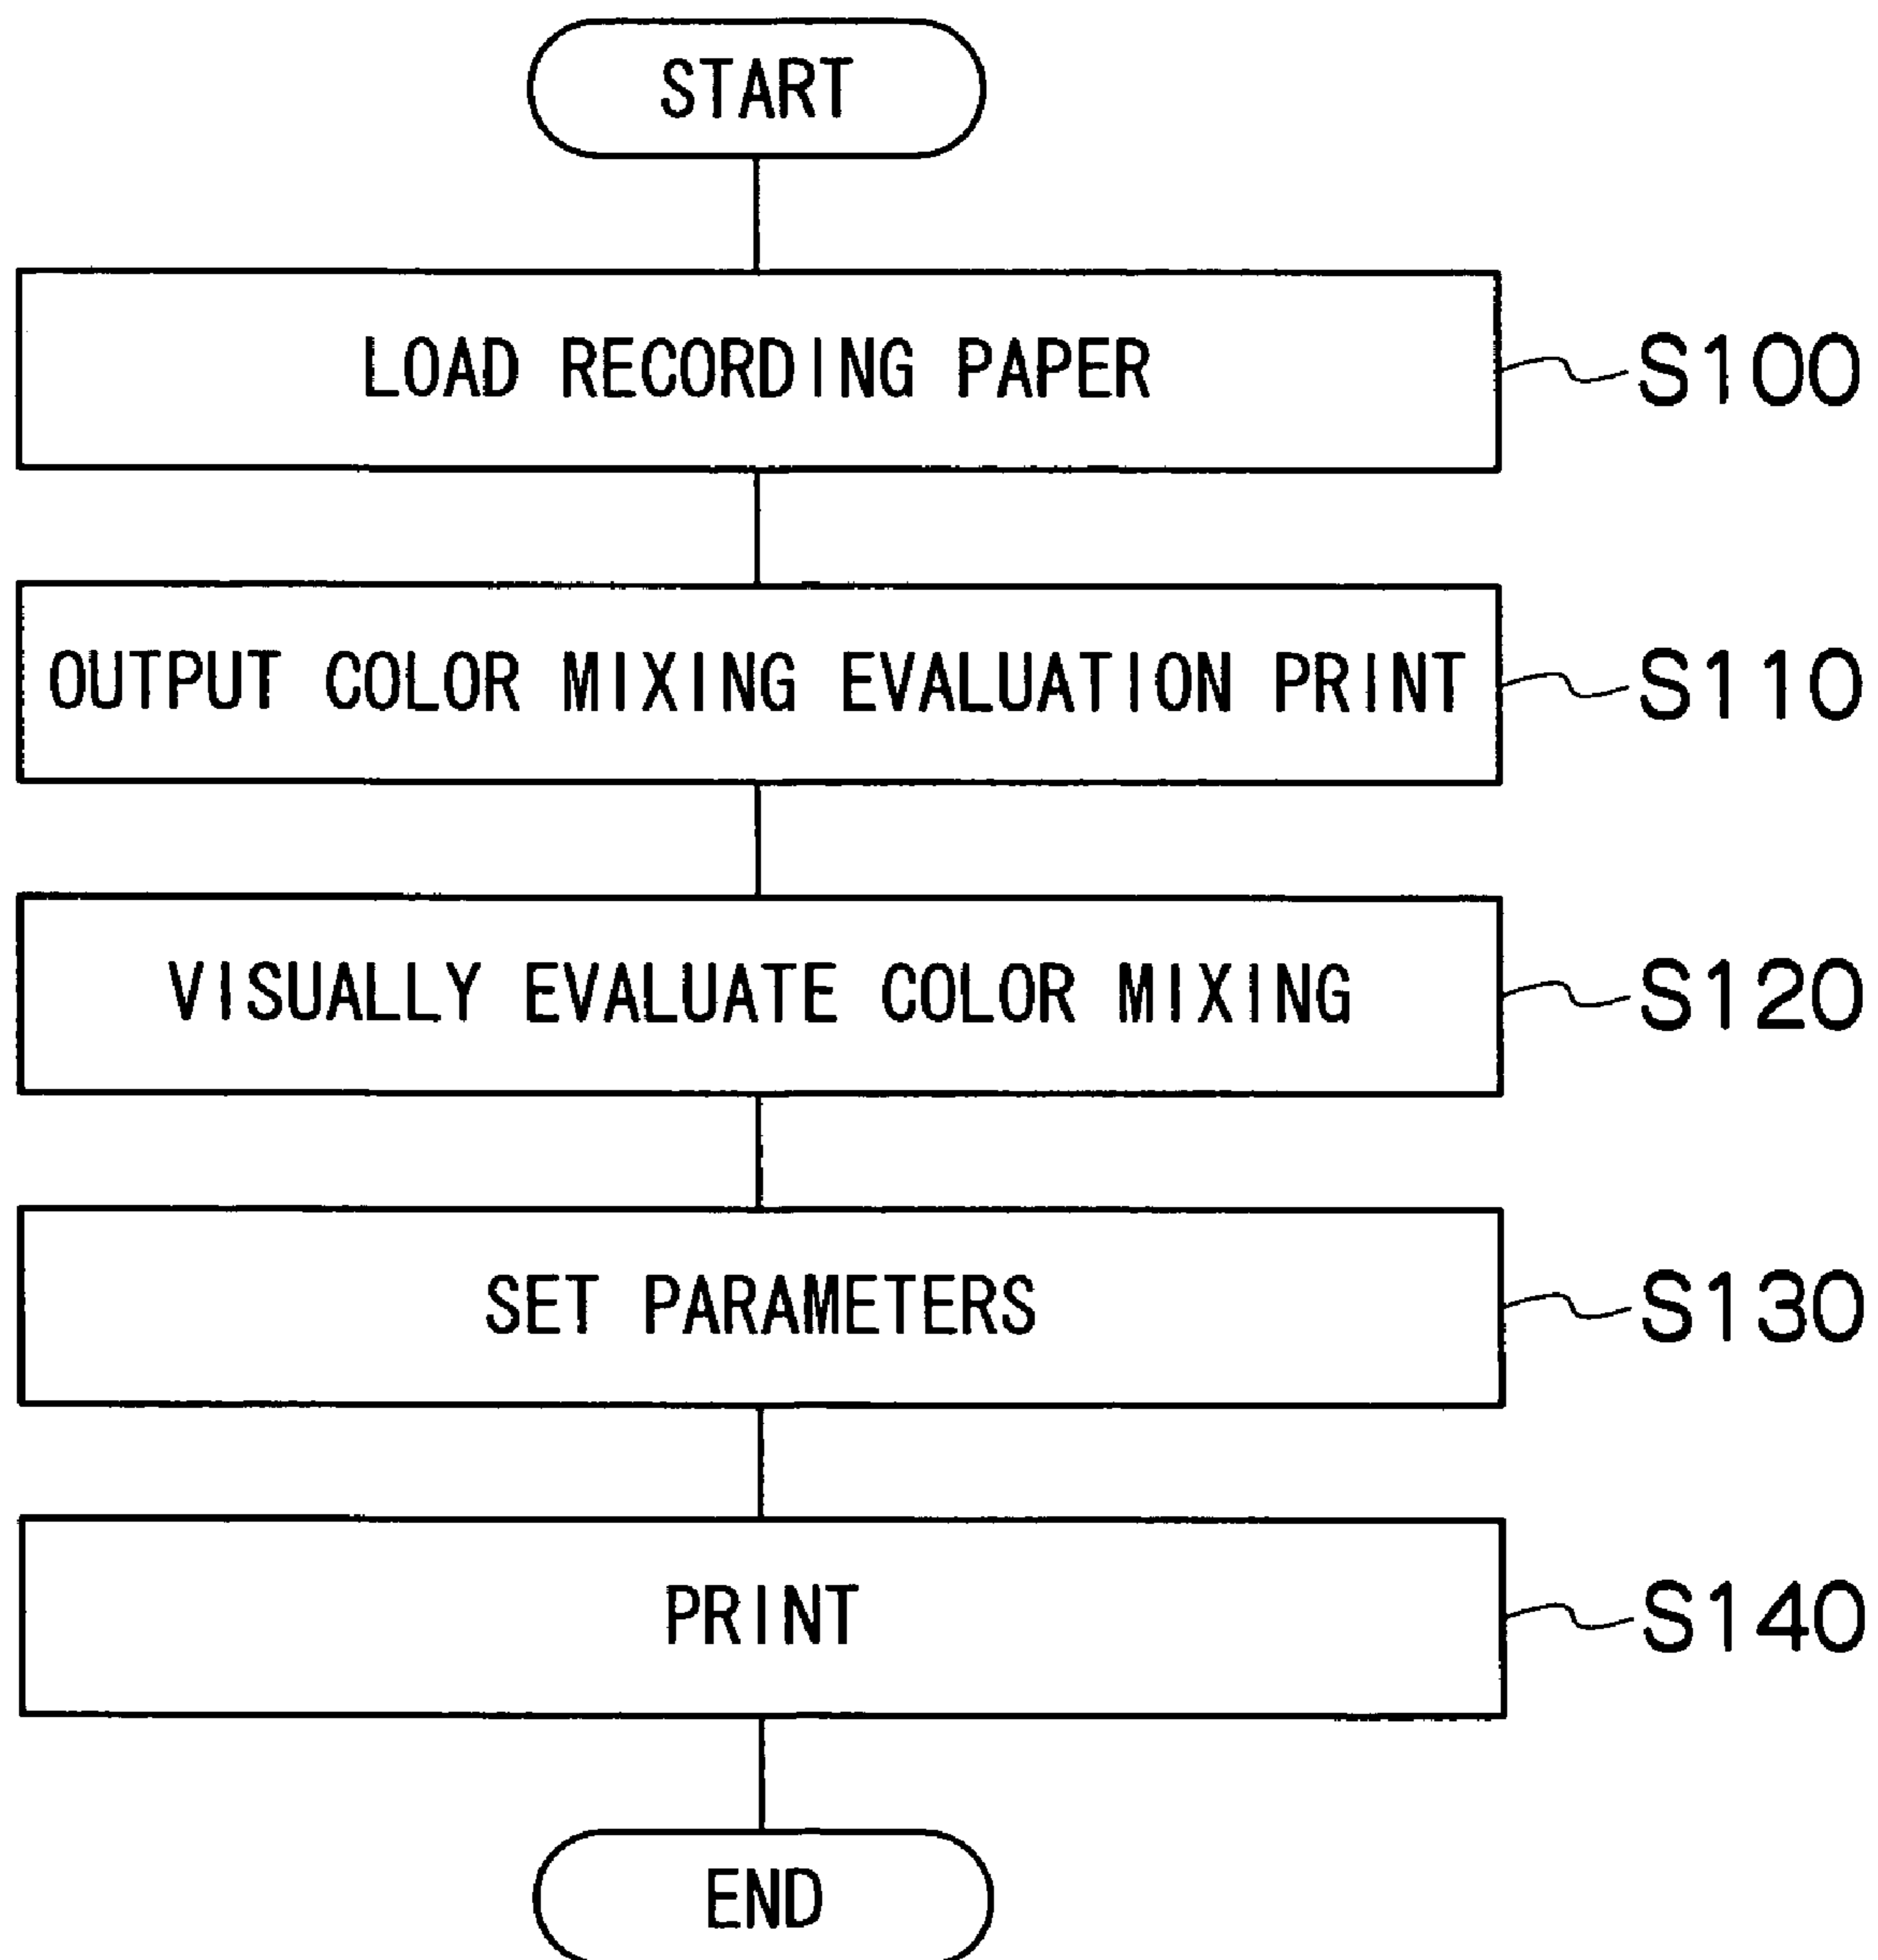 START
LOAD RECORDING PAPER S100
OUTPUT COLOR MIXING EVALUATION PRINT S110
VISUALLY EVALUATE COLOR MIXING S120
SET PARAMETERS S130
PRINT S140
END